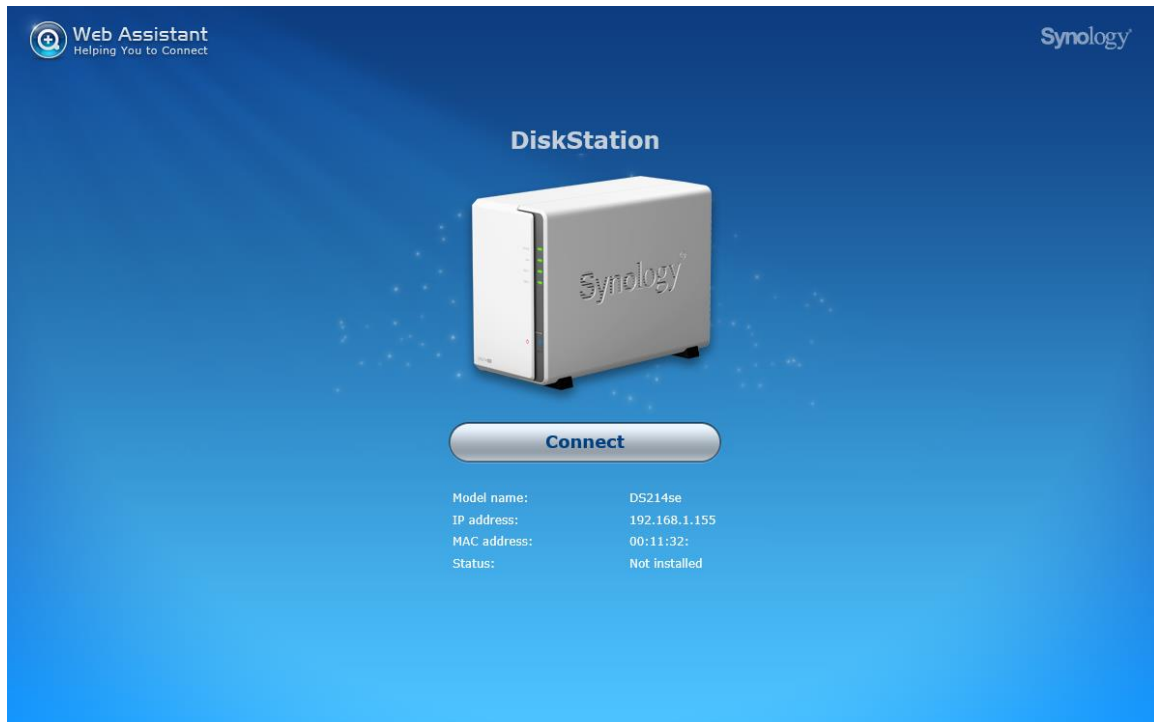 Web Assistant
Helping You to Connect
Synology
DiskStation
Synology
Connect
Model name: DS214se
IP address: 192.168.1.155
MAC address: 00:11:32:
Status: Not installed